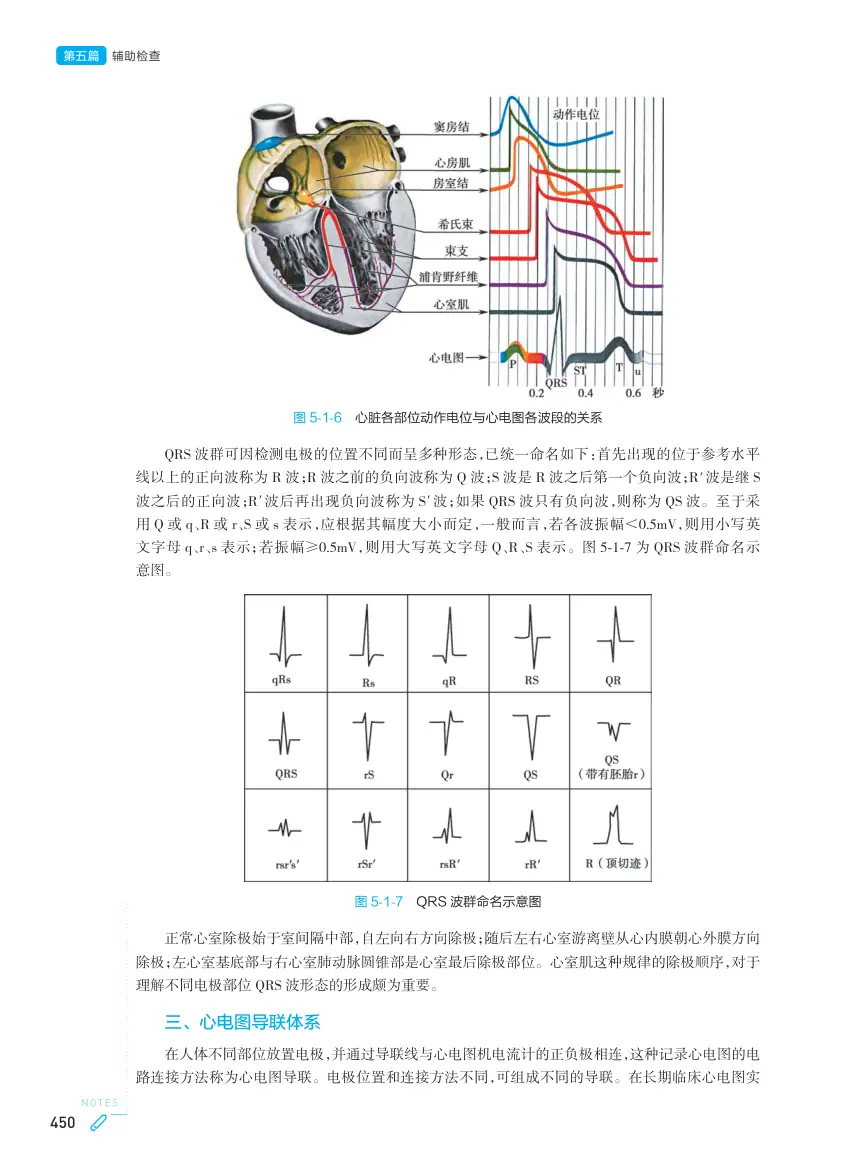 第五篇 辅助检查
动作电位
窦房结
心房肌
房室结
希氏束
束支
浦肯野纤维
心室肌
心电图
P
QRS
ST
T
u
0.2
0.4
0.6
秒
图 5-1-6 心脏各部位动作电位与心电图各波段的关系
QRS 波群可因检测电极的位置不同而呈多种形态,已统一命名如下:首先出现的位于参考水平
线以上的正向波称为 R 波;R 波之前的负向波称为 Q 波;S 波是 R 波之后第一个负向波;R′波是继 S
波之后的正向波;R′波后再出现负向波称为 S′波;如果 QRS 波只有负向波,则称为 QS 波。至于采
用 Q 或 q、R 或 r、S 或 s 表示,应根据其幅度大小而定,一般而言,若各波振幅<0.5mV,则用小写英
文字母 q、r、s 表示;若振幅≥0.5mV,则用大写英文字母 Q、R、S 表示。图 5-1-7 为 QRS 波群命名示
意图。
qRs
Rs
qR
RS
QR
QRS
rS
Qr
QS
QS
(带有胚胎r)
rsr′s′
rSr′
rsR′
rR′
R(顶切迹)
图 5-1-7 QRS 波群命名示意图
正常心室除极始于室间隔中部,自左向右方向除极;随后左右心室游离壁从心内膜朝心外膜方向
除极;左心室基底部与右心室肺动脉圆锥部是心室最后除极部位。心室肌这种规律的除极顺序,对于
理解不同电极部位 QRS 波形态的形成颇为重要。
三、心电图导联体系
在人体不同部位放置电极,并通过导联线与心电图机电流计的正负极相连,这种记录心电图的电
路连接方法称为心电图导联。电极位置和连接方法不同,可组成不同的导联。在长期临床心电图实
NOTES
450